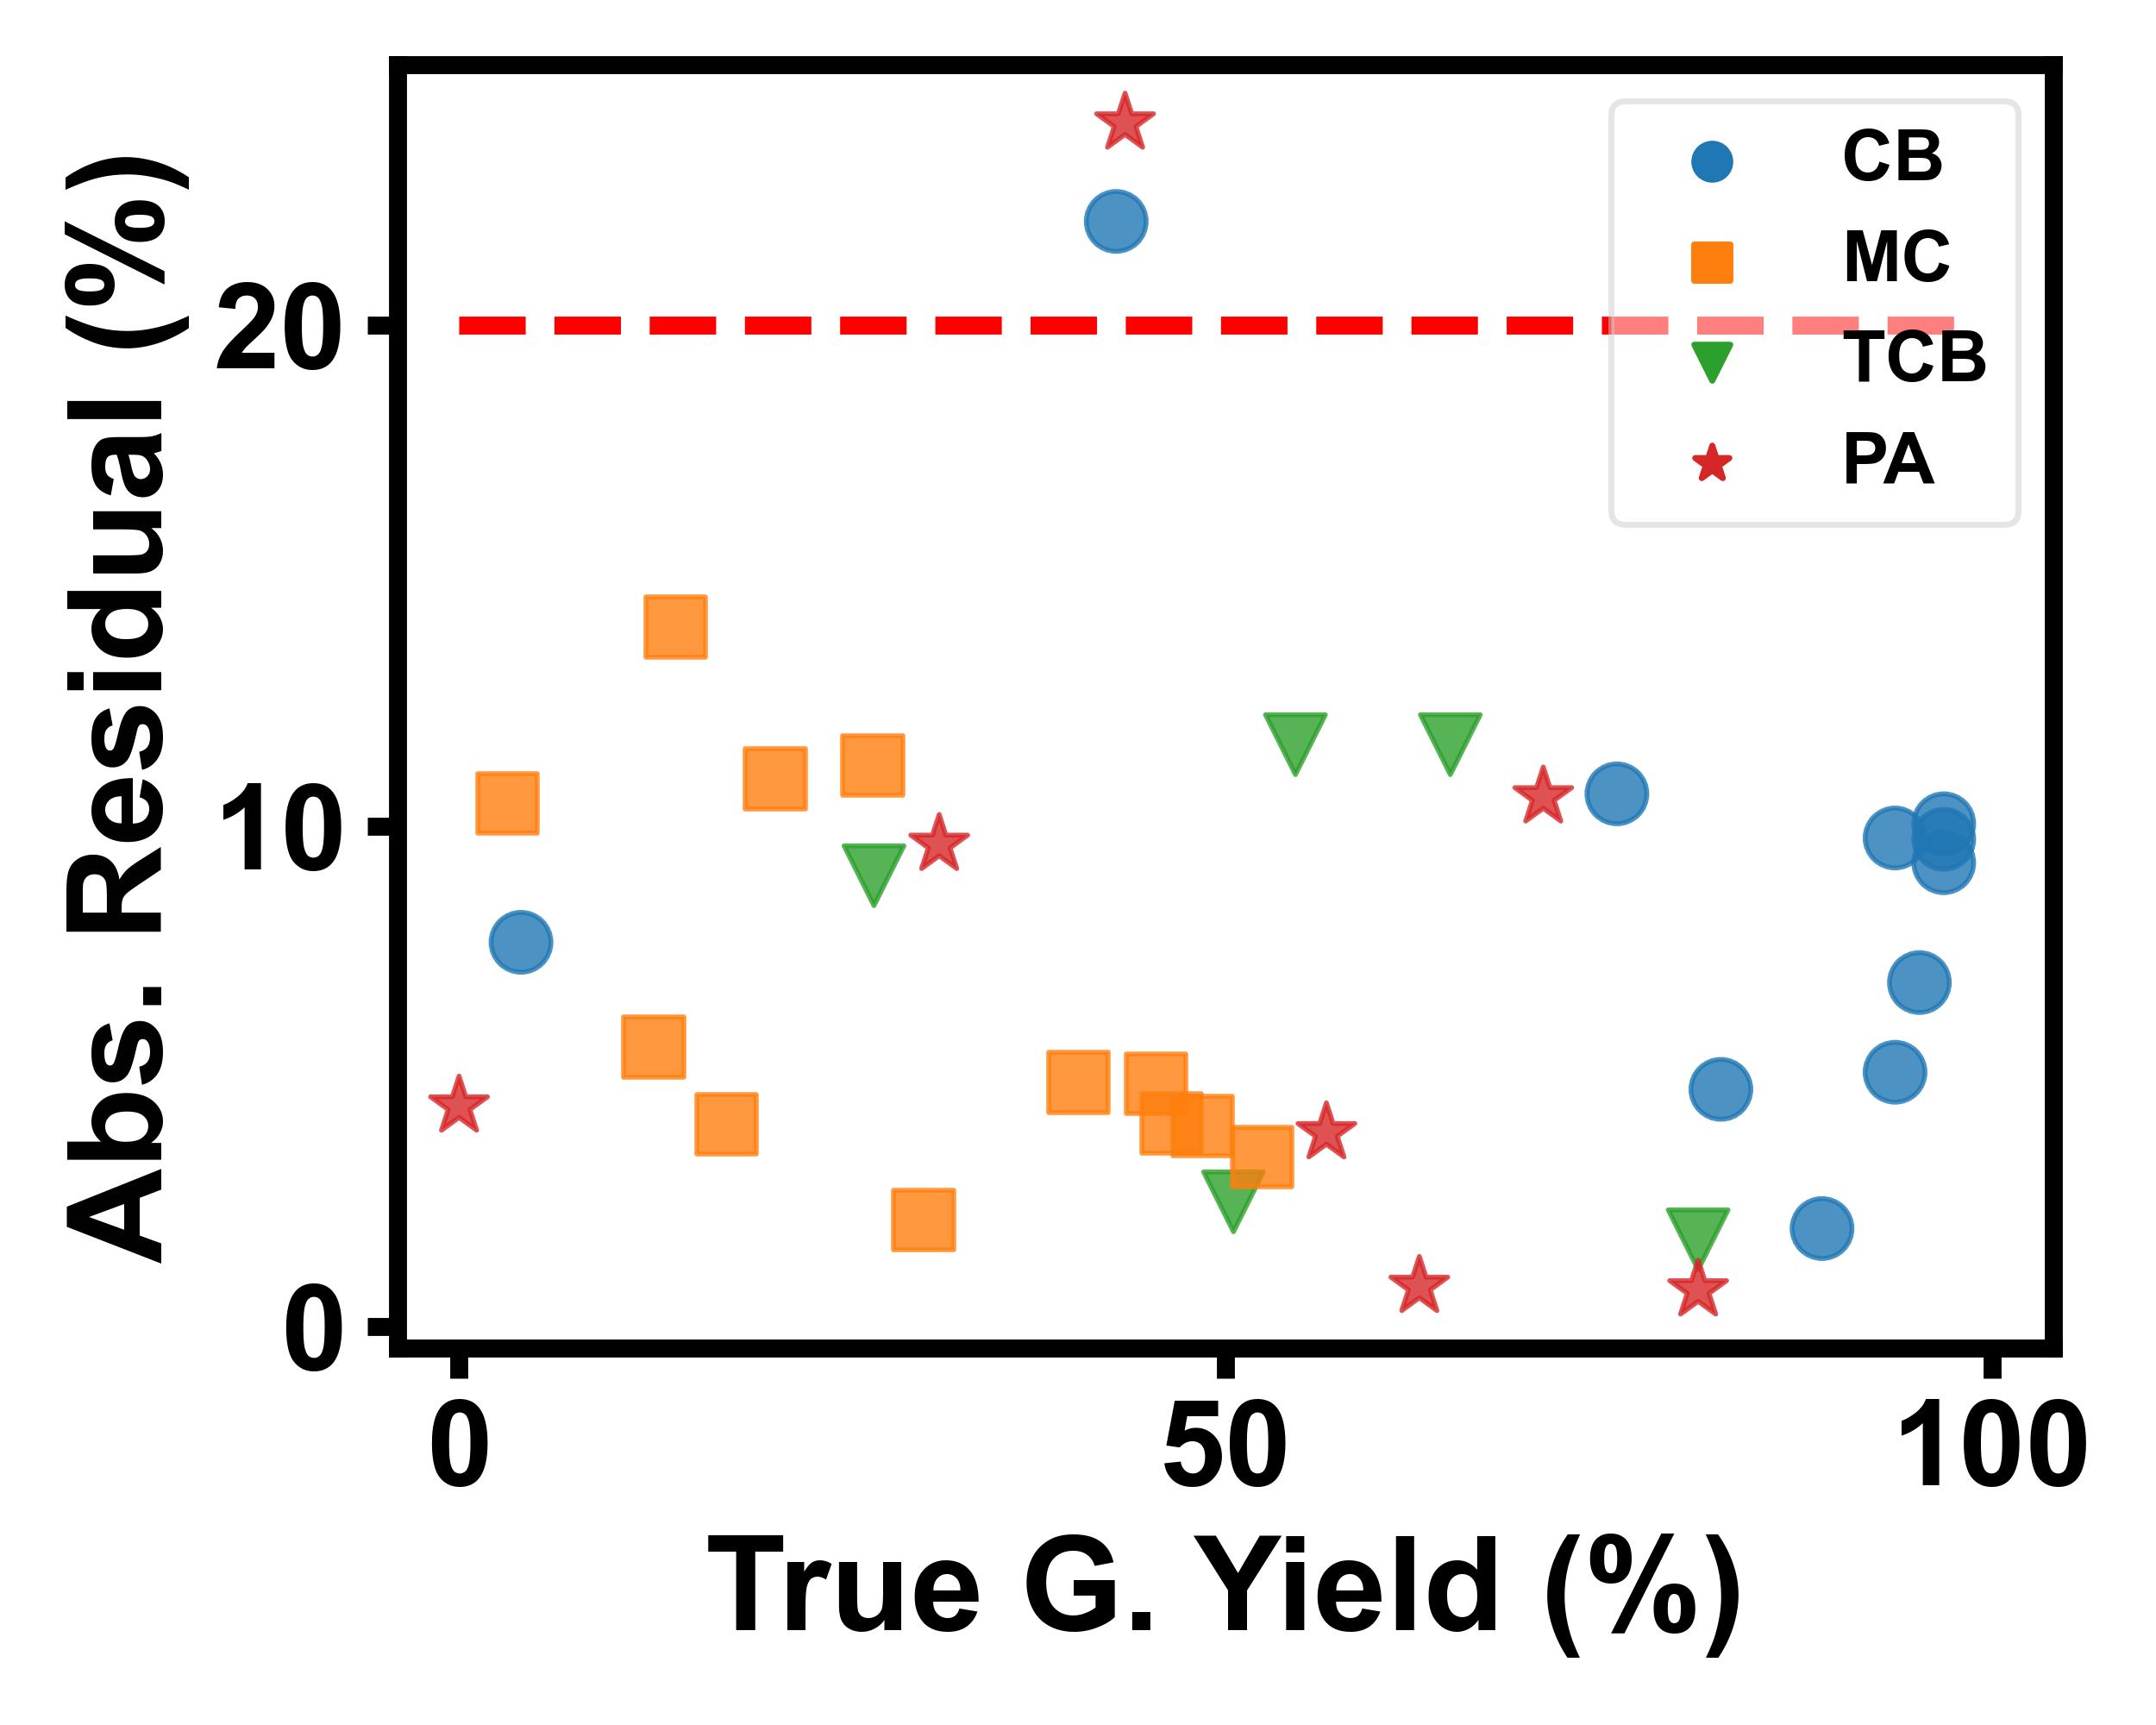 Abs. Residual (%)
20
10
0
CB
MC
TCB
PA
0 50 100
True G. Yield (%)